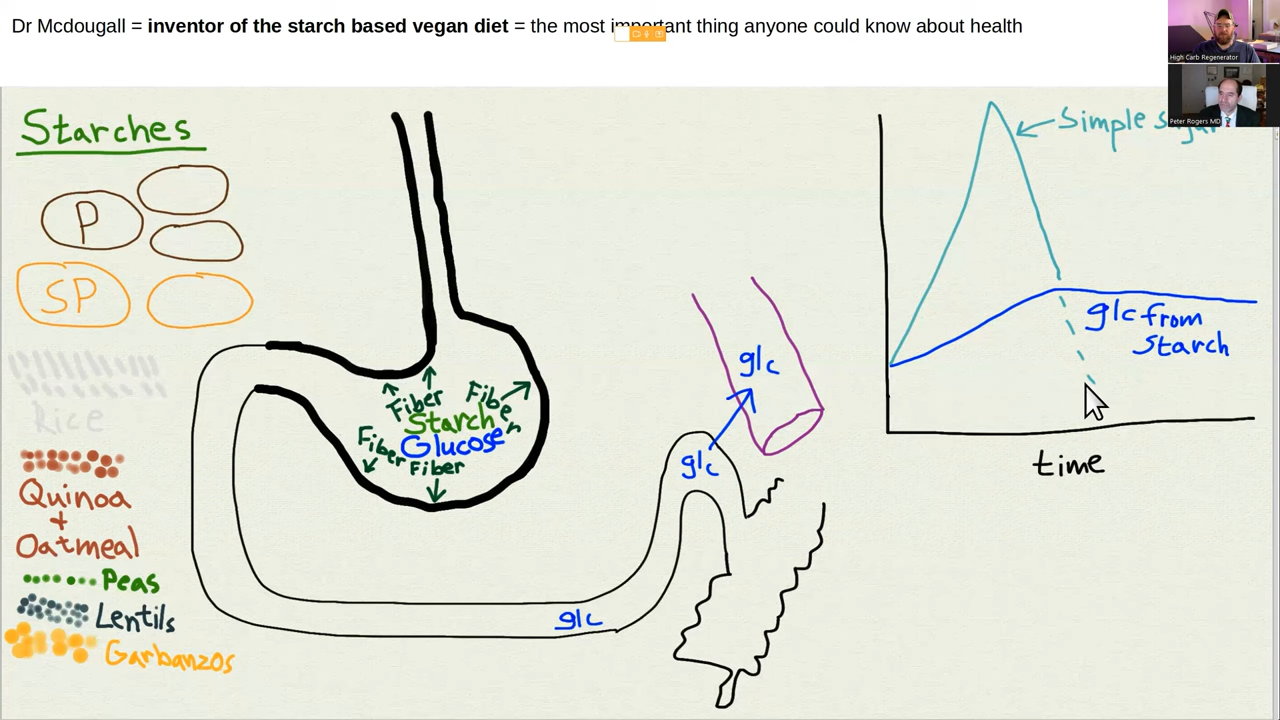 Dr Mcdougall = inventor of the starch based vegan diet = the most important thing anyone could know about health
High Carb Regenerator
Peter Rogers MD
Starches
P
SP
Rice
Quinoa
+
Oatmeal
Peas
Lentils
Garbanzos
Fiber
Fiber
Starch
Glucose
Fiber
Fiber
glc
glc
glc
Simple
glc from
Starch
time